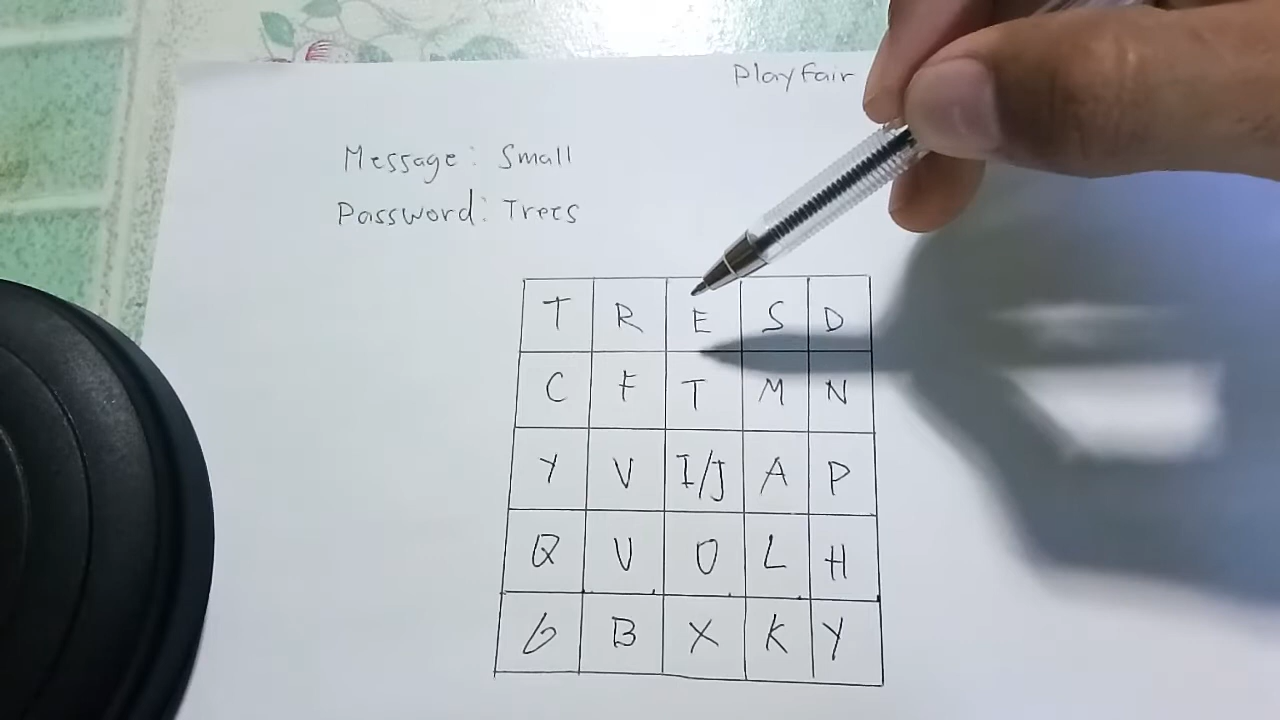 Playfair
Message: Small
Password: Trees
T R E S D
C F T M N
Y V I/J A P
Q U O L H
G B X K Y